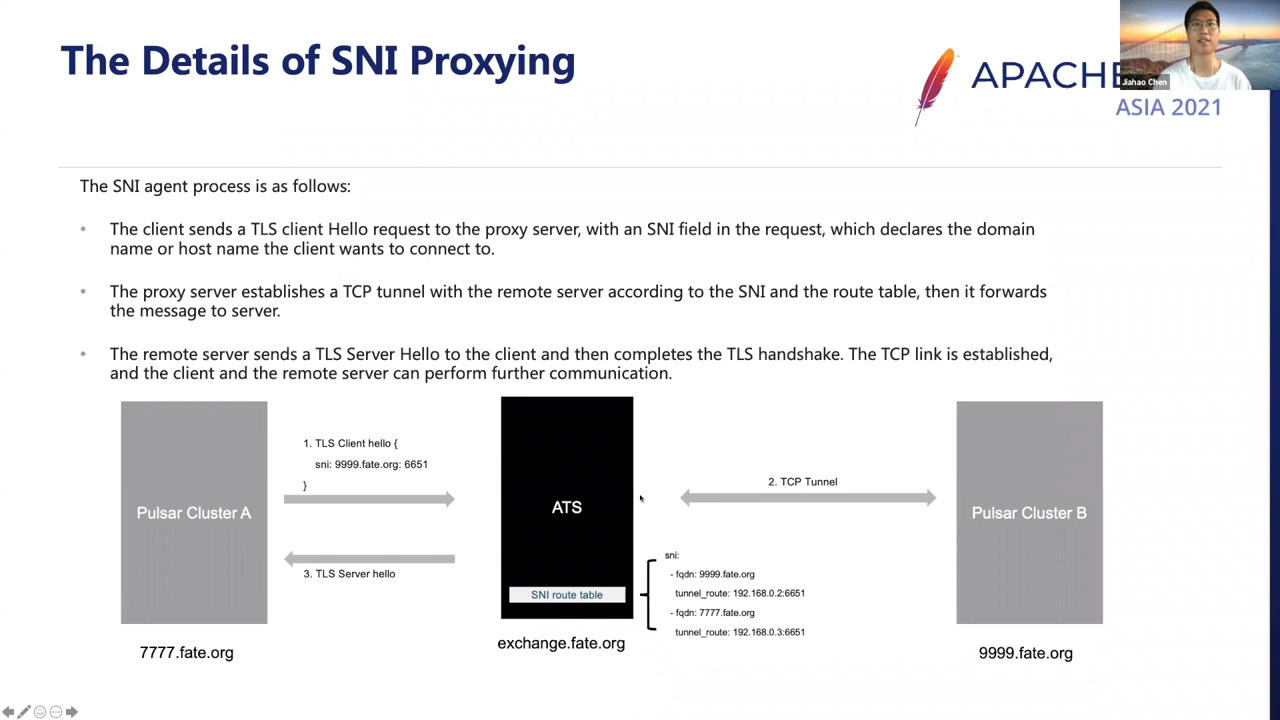 The Details of SNI Proxying
APACHE
Jiahao Chen
ASIA 2021
The SNI agent process is as follows:
• The client sends a TLS client Hello request to the proxy server, with an SNI field in the request, which declares the domain
name or host name the client wants to connect to.
• The proxy server establishes a TCP tunnel with the remote server according to the SNI and the route table, then it forwards
the message to server.
• The remote server sends a TLS Server Hello to the client and then completes the TLS handshake. The TCP link is established,
and the client and the remote server can perform further communication.
Pulsar Cluster A
7777.fate.org
1. TLS Client hello {
sni: 9999.fate.org: 6651
}
3. TLS Server hello
ATS
SNI route table
exchange.fate.org
2. TCP Tunnel
sni:
- fqdn: 9999.fate.org
tunnel_route: 192.168.0.2:6651
- fqdn: 7777.fate.org
tunnel_route: 192.168.0.3:6651
Pulsar Cluster B
9999.fate.org